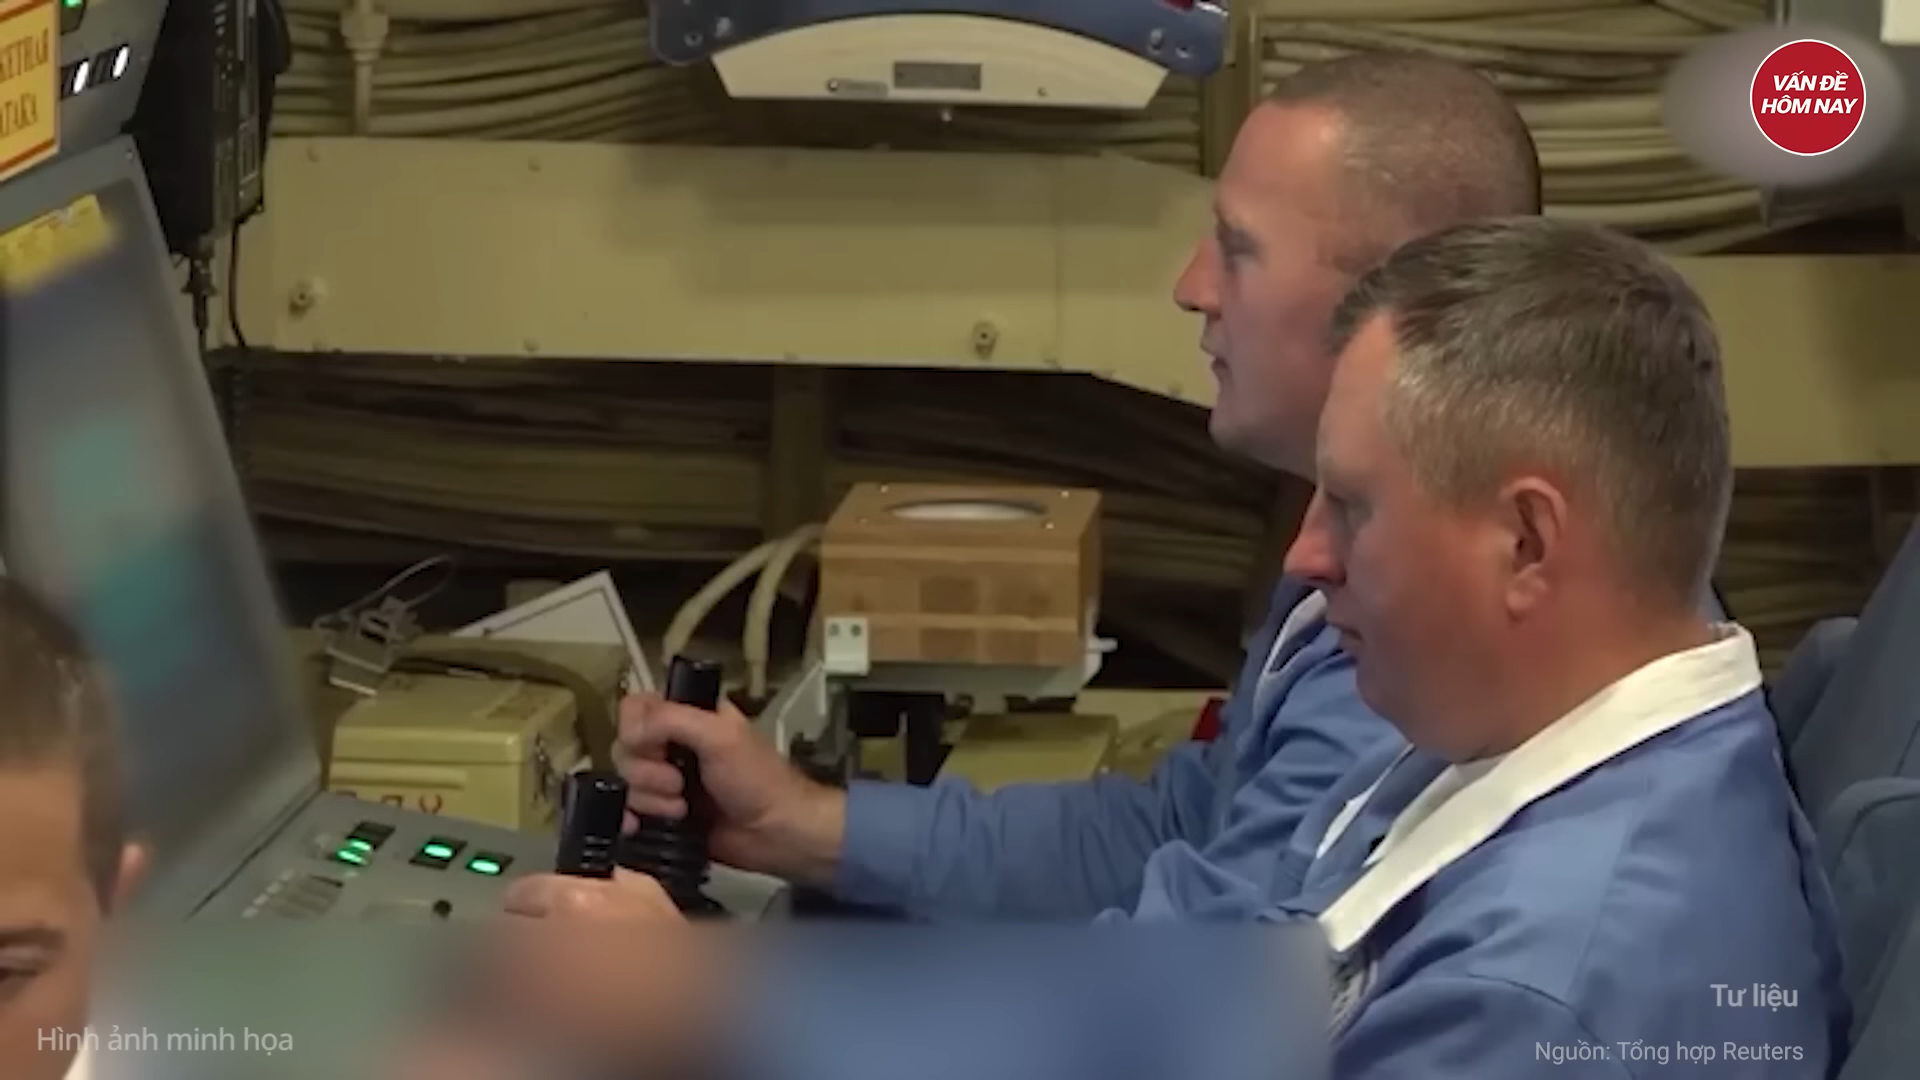 VẤN ĐỀ
HÔM NAY
Tư liệu
Hình ảnh minh họa
Nguồn: Tổng hợp Reuters